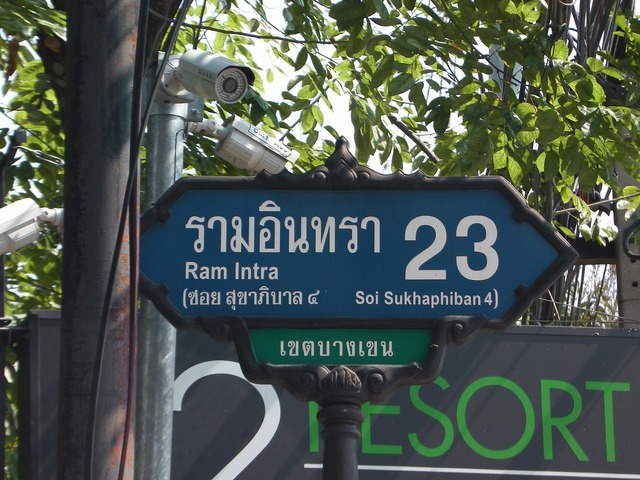 รามอินทรา 23
Ram Intra
(ซอย สุขาภิบาล ๔ Soi Sukhaphiban 4)
เขตบางเขน
2 RESORT